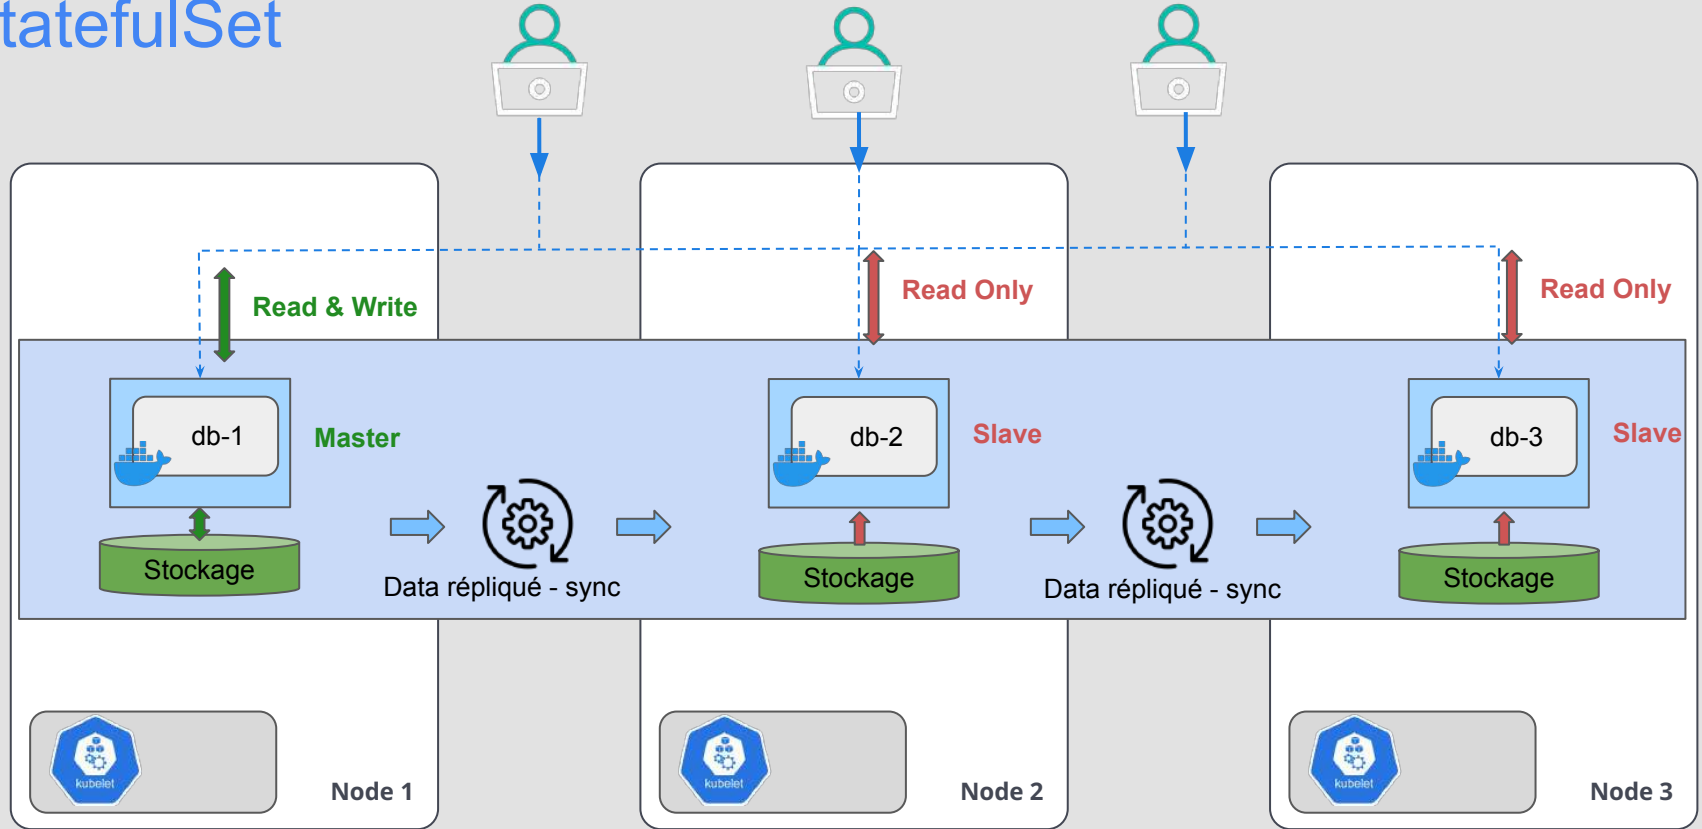 tatefulSet
Read & Write
Read Only
Read Only
db-1
Master
db-2
Slave
db-3
Slave
Stockage
Data répliqué - sync
Stockage
Data répliqué - sync
Stockage
kubelet
Node 1
kubelet
Node 2
kubelet
Node 3